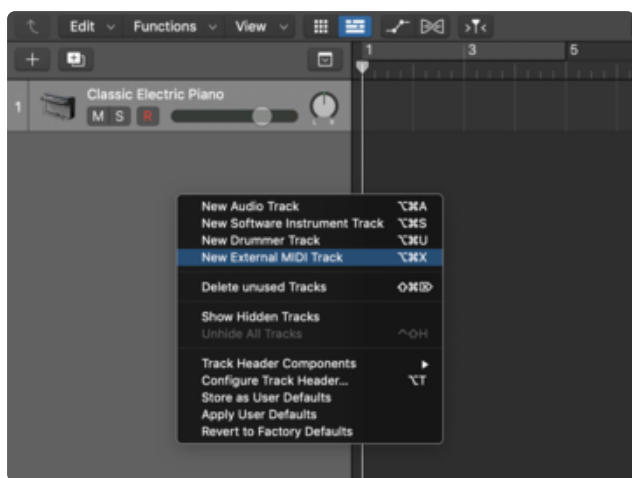 Edit Functions View
1 3 5
1 Classic Electric Piano
M S R
New Audio Track ⌥⌘A
New Software Instrument Track ⌥⌘S
New Drummer Track ⌥⌘U
New External MIDI Track ⌥⌘X
Delete unused Tracks ⇧⌘⌦
Show Hidden Tracks
Unhide All Tracks ^⇧H
Track Header Components
Configure Track Header... ⌥T
Store as User Defaults
Apply User Defaults
Revert to Factory Defaults